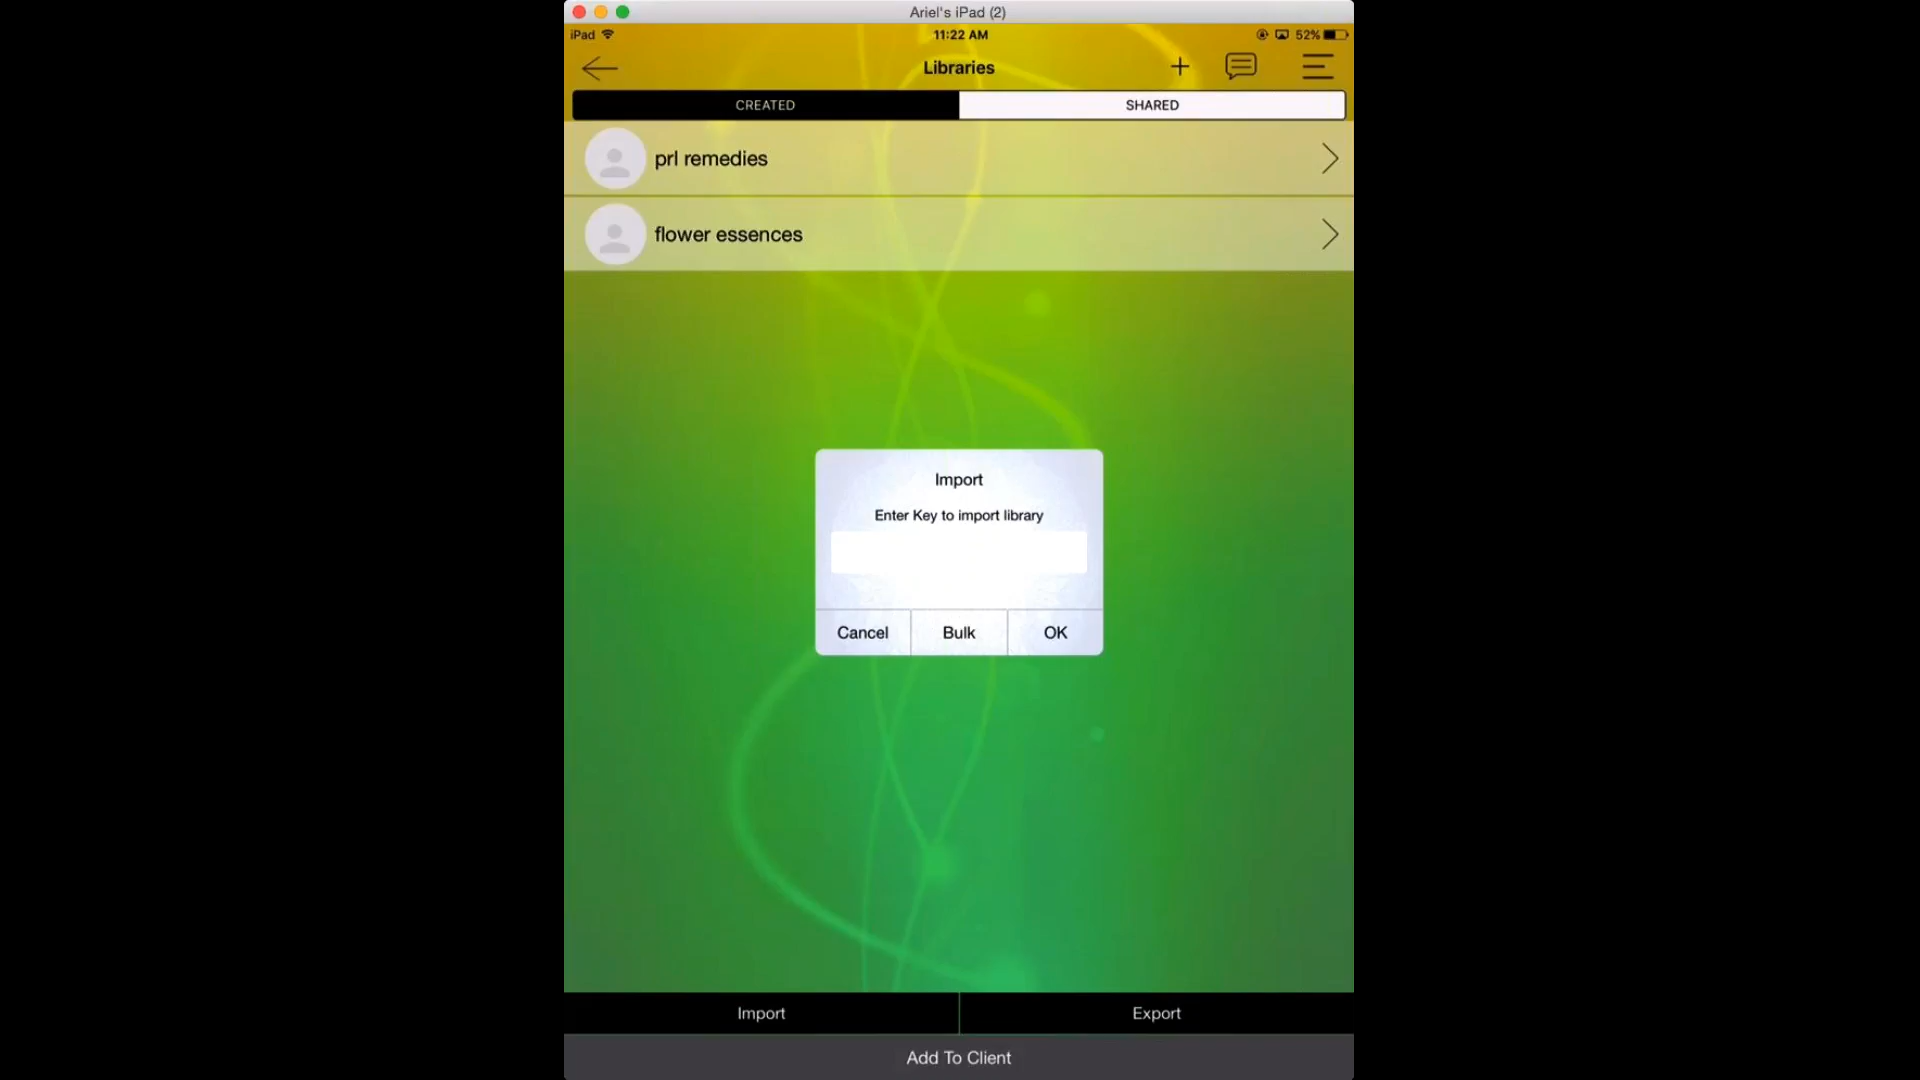 Ariel's iPad (2)
iPad 11:22 AM 52%
Libraries
CREATED SHARED
prl remedies
flower essences
Import
Enter Key to import library
Cancel Bulk OK
Import Export
Add To Client